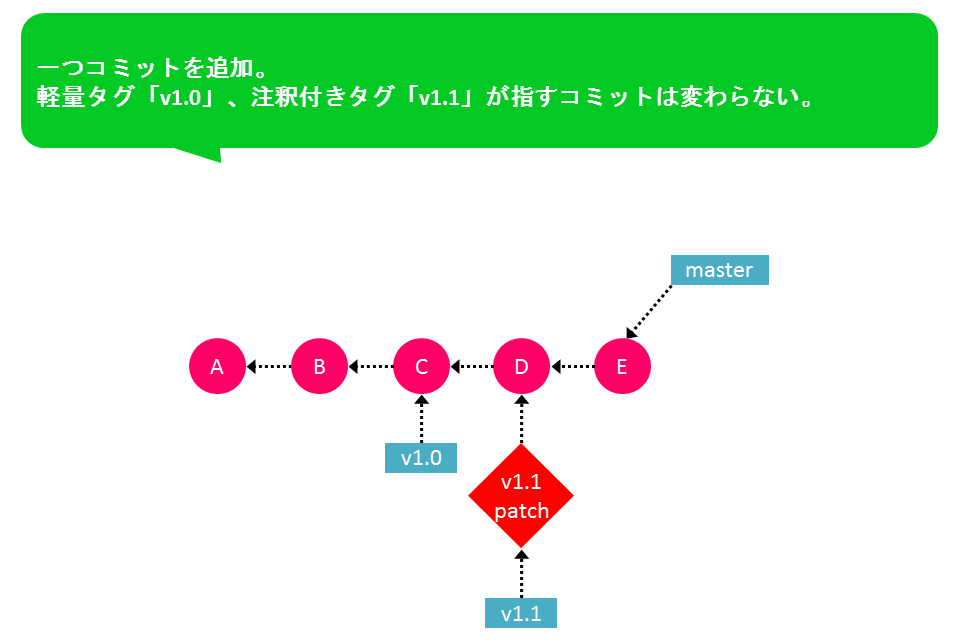 一つコミットを追加。
軽量タグ「v1.0」、注釈付きタグ「v1.1」が指すコミットは変わらない。
master
A B C D E
v1.0
v1.1
patch
v1.1